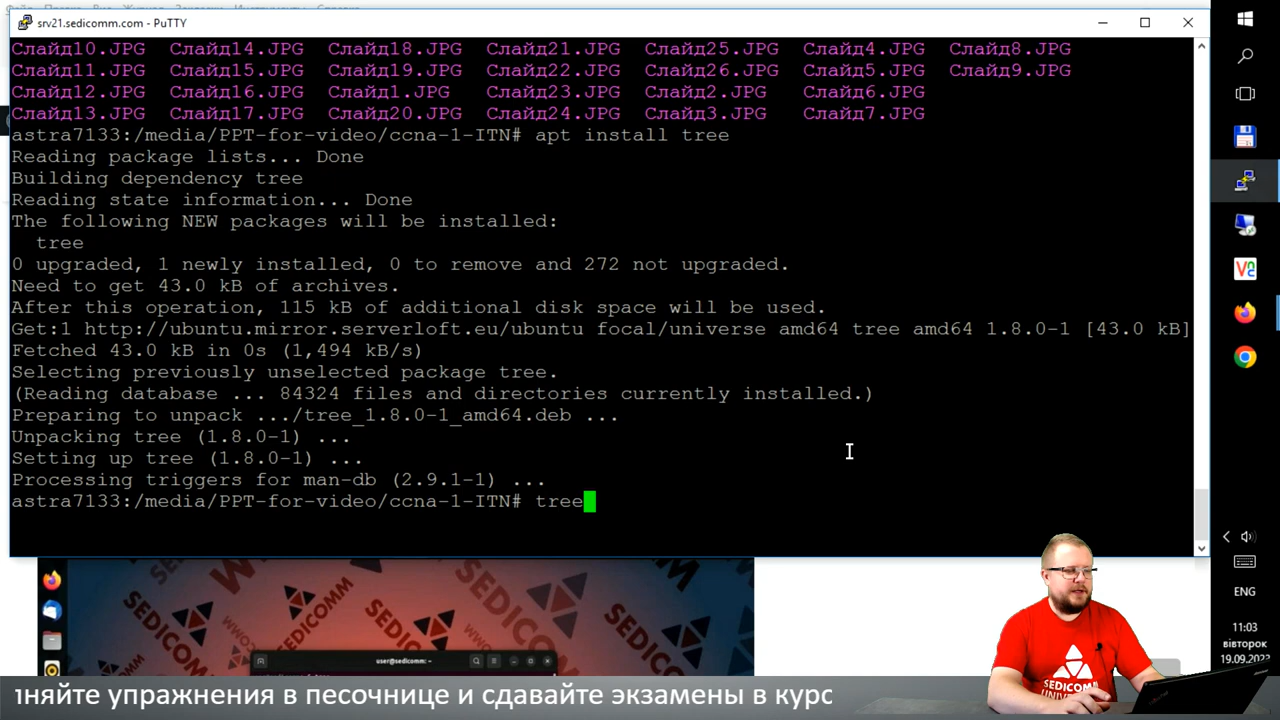 srv21.sedicomm.com - PuTTY
Слайд10.JPG Слайд14.JPG Слайд18.JPG Слайд21.JPG Слайд25.JPG Слайд4.JPG Слайд8.JPG
Слайд11.JPG Слайд15.JPG Слайд19.JPG Слайд22.JPG Слайд26.JPG Слайд5.JPG Слайд9.JPG
Слайд12.JPG Слайд16.JPG Слайд1.JPG Слайд23.JPG Слайд2.JPG Слайд6.JPG
Слайд13.JPG Слайд17.JPG Слайд20.JPG Слайд24.JPG Слайд3.JPG Слайд7.JPG
astra7133:/media/PPT-for-video/ccna-1-ITN# apt install tree
Reading package lists... Done
Building dependency tree
Reading state information... Done
The following NEW packages will be installed:
tree
0 upgraded, 1 newly installed, 0 to remove and 272 not upgraded.
Need to get 43.0 kB of archives.
After this operation, 115 kB of additional disk space will be used.
Get:1 http://ubuntu.mirror.serverloft.eu/ubuntu focal/universe amd64 tree amd64 1.8.0-1 [43.0 kB]
Fetched 43.0 kB in 0s (1,494 kB/s)
Selecting previously unselected package tree.
(Reading database ... 84324 files and directories currently installed.)
Preparing to unpack .../tree_1.8.0-1_amd64.deb ...
Unpacking tree (1.8.0-1) ...
Setting up tree (1.8.0-1) ...
Processing triggers for man-db (2.9.1-1) ...
astra7133:/media/PPT-for-video/ccna-1-ITN# tree
ENG
11:03
вівторок
SEDICOMM
SEDICOMM
user@sedicomm: ~
SEDICOMM
UNIVERSITY
няйте упражнения в песочнице и сдавайте экзамены в курс